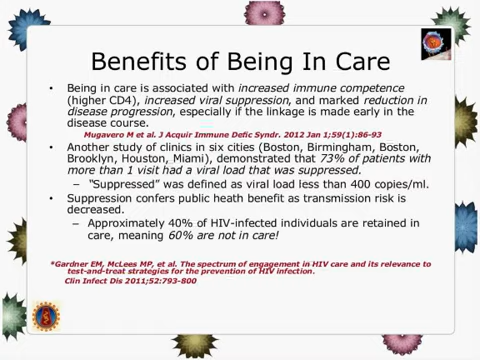 Benefits of Being In Care
• Being in care is associated with increased immune competence
(higher CD4), increased viral suppression, and marked reduction in
disease progression, especially if the linkage is made early in the
disease course.
Mugavero M et al. J Acquir Immune Defic Syndr. 2012 Jan 1;59(1):86-93
• Another study of clinics in six cities (Boston, Birmingham, Boston,
Brooklyn, Houston, Miami), demonstrated that 73% of patients with
more than 1 visit had a viral load that was suppressed.
– “Suppressed” was defined as viral load less than 400 copies/ml.
• Suppression confers public heath benefit as transmission risk is
decreased.
– Approximately 40% of HIV-infected individuals are retained in
care, meaning 60% are not in care!
*Gardner EM, McLees MP, et al. The spectrum of engagement in HIV care and its relevance to
test-and-treat strategies for the prevention of HIV infection.
Clin Infect Dis 2011;52:793-800